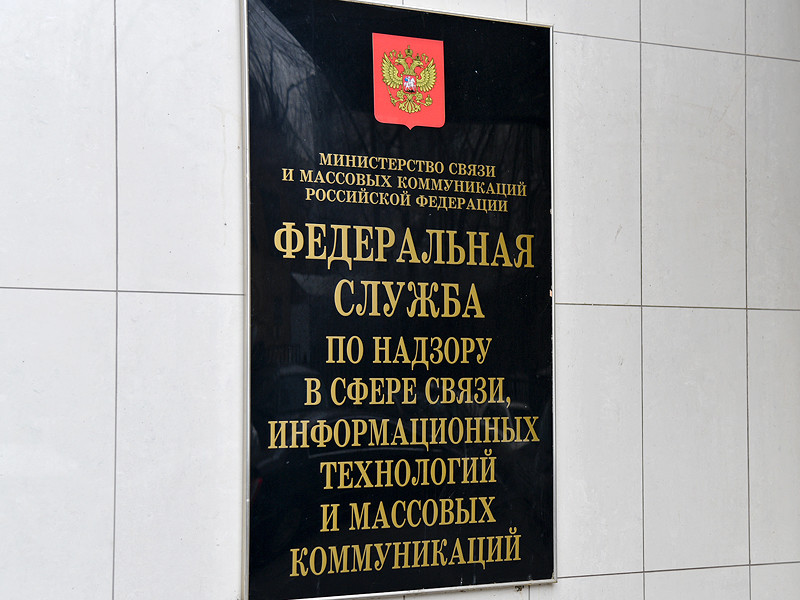 МИНИСТЕРСТВО СВЯЗИ
И МАССОВЫХ КОММУНИКАЦИЙ
РОССИЙСКОЙ ФЕДЕРАЦИИ
ФЕДЕРАЛЬНАЯ
СЛУЖБА
ПО НАДЗОРУ
В СФЕРЕ СВЯЗИ,
ИНФОРМАЦИОННЫХ
ТЕХНОЛОГИЙ
И МАССОВЫХ
КОММУНИКАЦИЙ